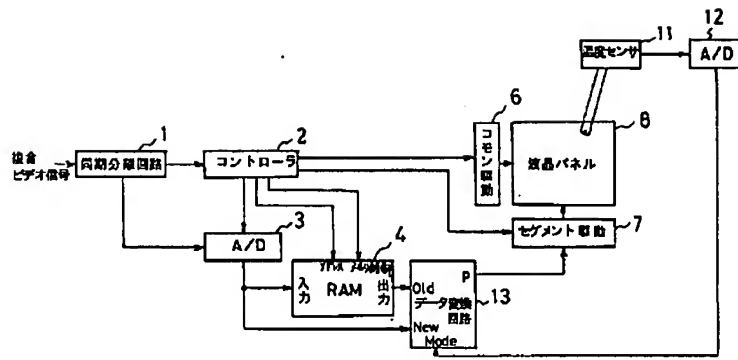 12
11
温度センサ
A/D
6
8
コモン駆動
液晶パネル
1
2
複合
ビデオ信号
同期分離回路
コントローラ
3
A/D
4
セグメント駆動
7
入力
RAM
出力
Old
P
データ変換
回路
13
New
Mode